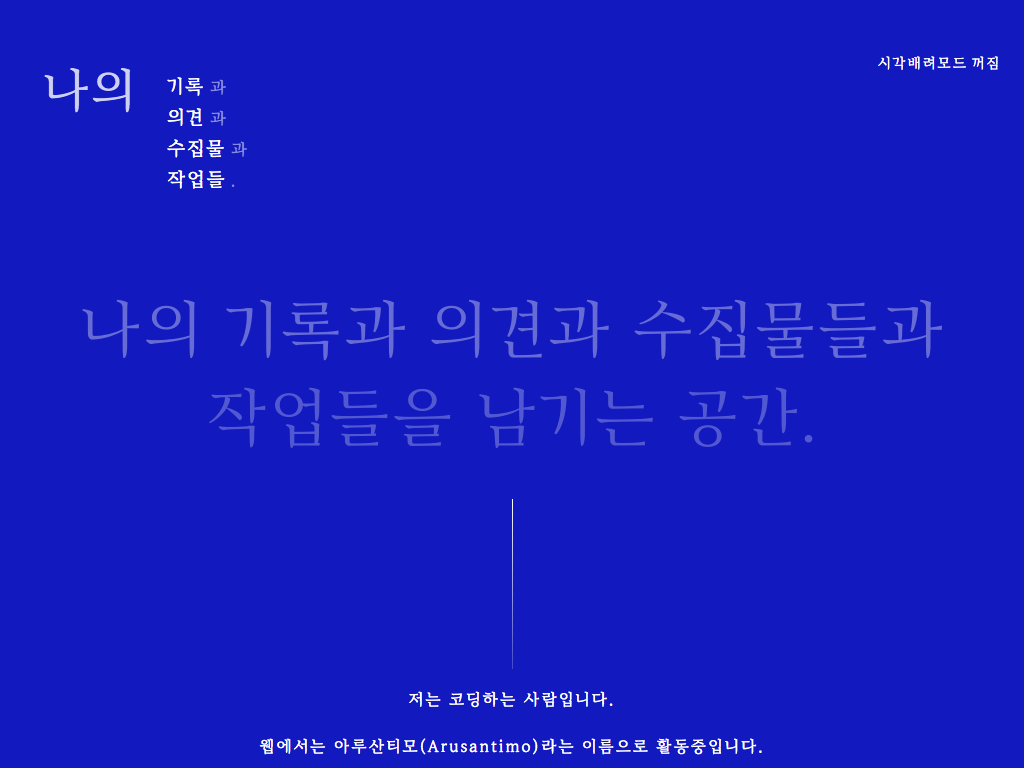 나의
기록 과
의견 과
수집물 과
작업들 .
시각배려모드 꺼짐
나의 기록과 의견과 수집물들과
작업들을 남기는 공간.
저는 코딩하는 사람입니다.
웹에서는 아루산티모(Arusantimo)라는 이름으로 활동중입니다.